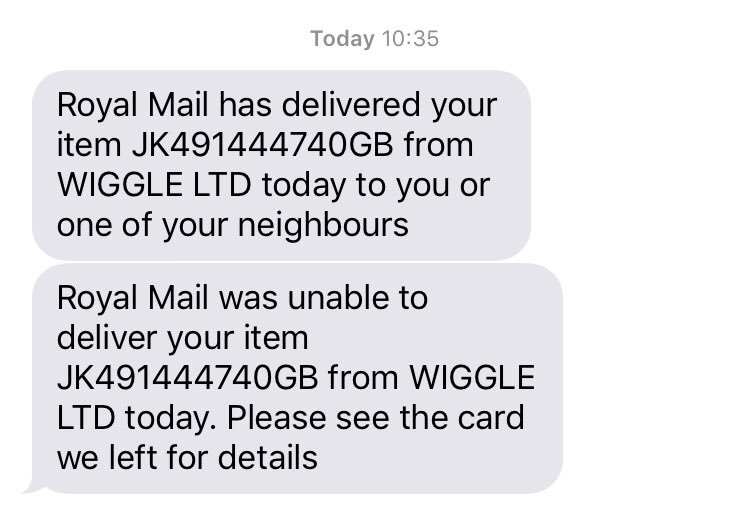 Today 10:35
Royal Mail has delivered your
item JK491444740GB from
WIGGLE LTD today to you or
one of your neighbours
Royal Mail was unable to
deliver your item
JK491444740GB from WIGGLE
LTD today. Please see the card
we left for details